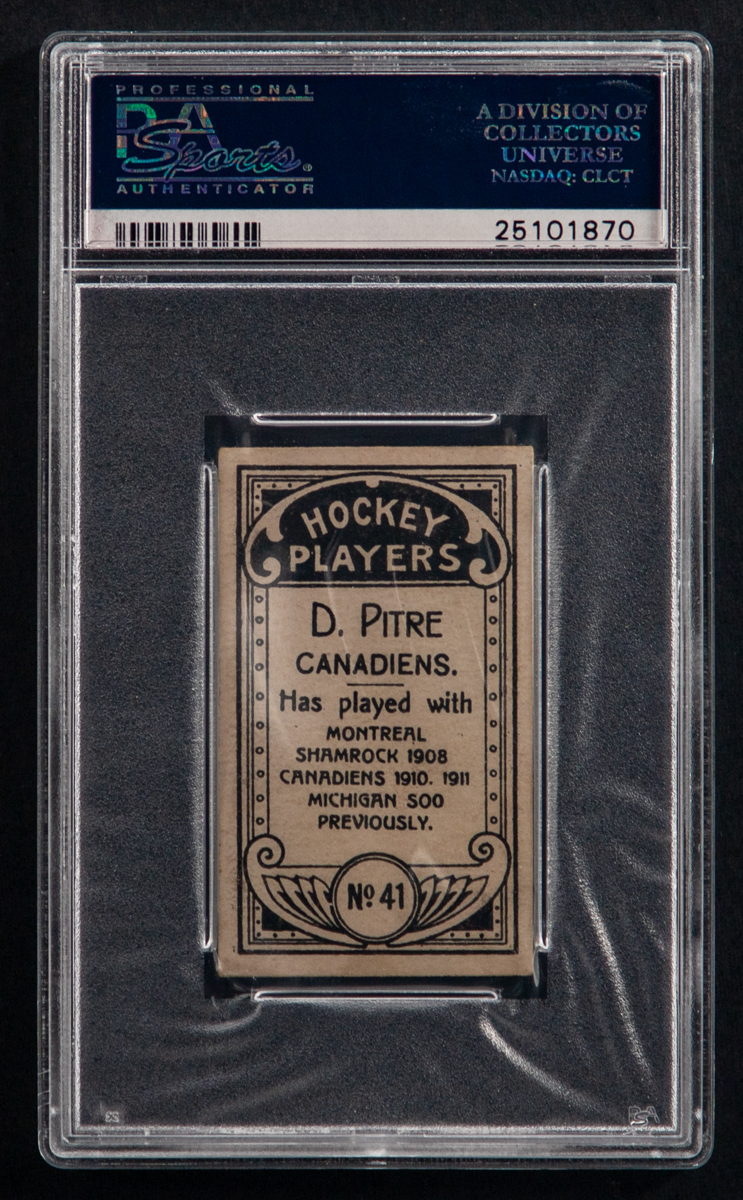 PROFESSIONAL
PSA
Sports®
AUTHENTICATOR
A DIVISION OF
COLLECTORS
UNIVERSE
NASDAQ: CLCT
25101870
HOCKEY
PLAYERS
D. PITRE
CANADIENS.
Has played with
MONTREAL
SHAMROCK 1908
CANADIENS 1910. 1911
MICHIGAN SOO
PREVIOUSLY.
No 41
PSA